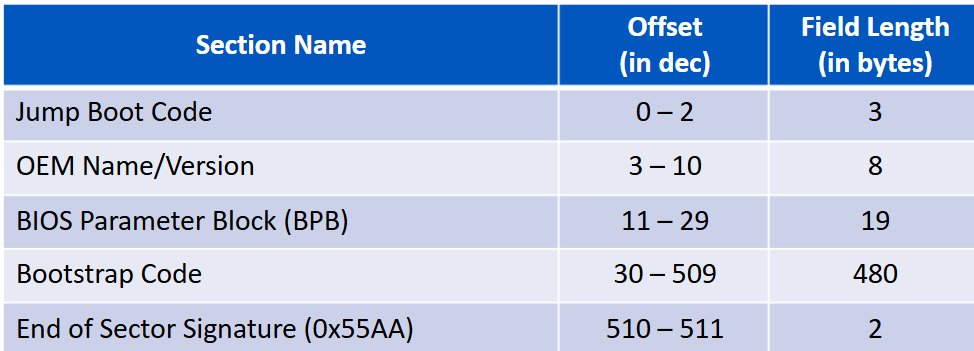 Section Name Offset (in dec) Field Length (in bytes)
Jump Boot Code 0 – 2 3
OEM Name/Version 3 – 10 8
BIOS Parameter Block (BPB) 11 – 29 19
Bootstrap Code 30 – 509 480
End of Sector Signature (0x55AA) 510 – 511 2